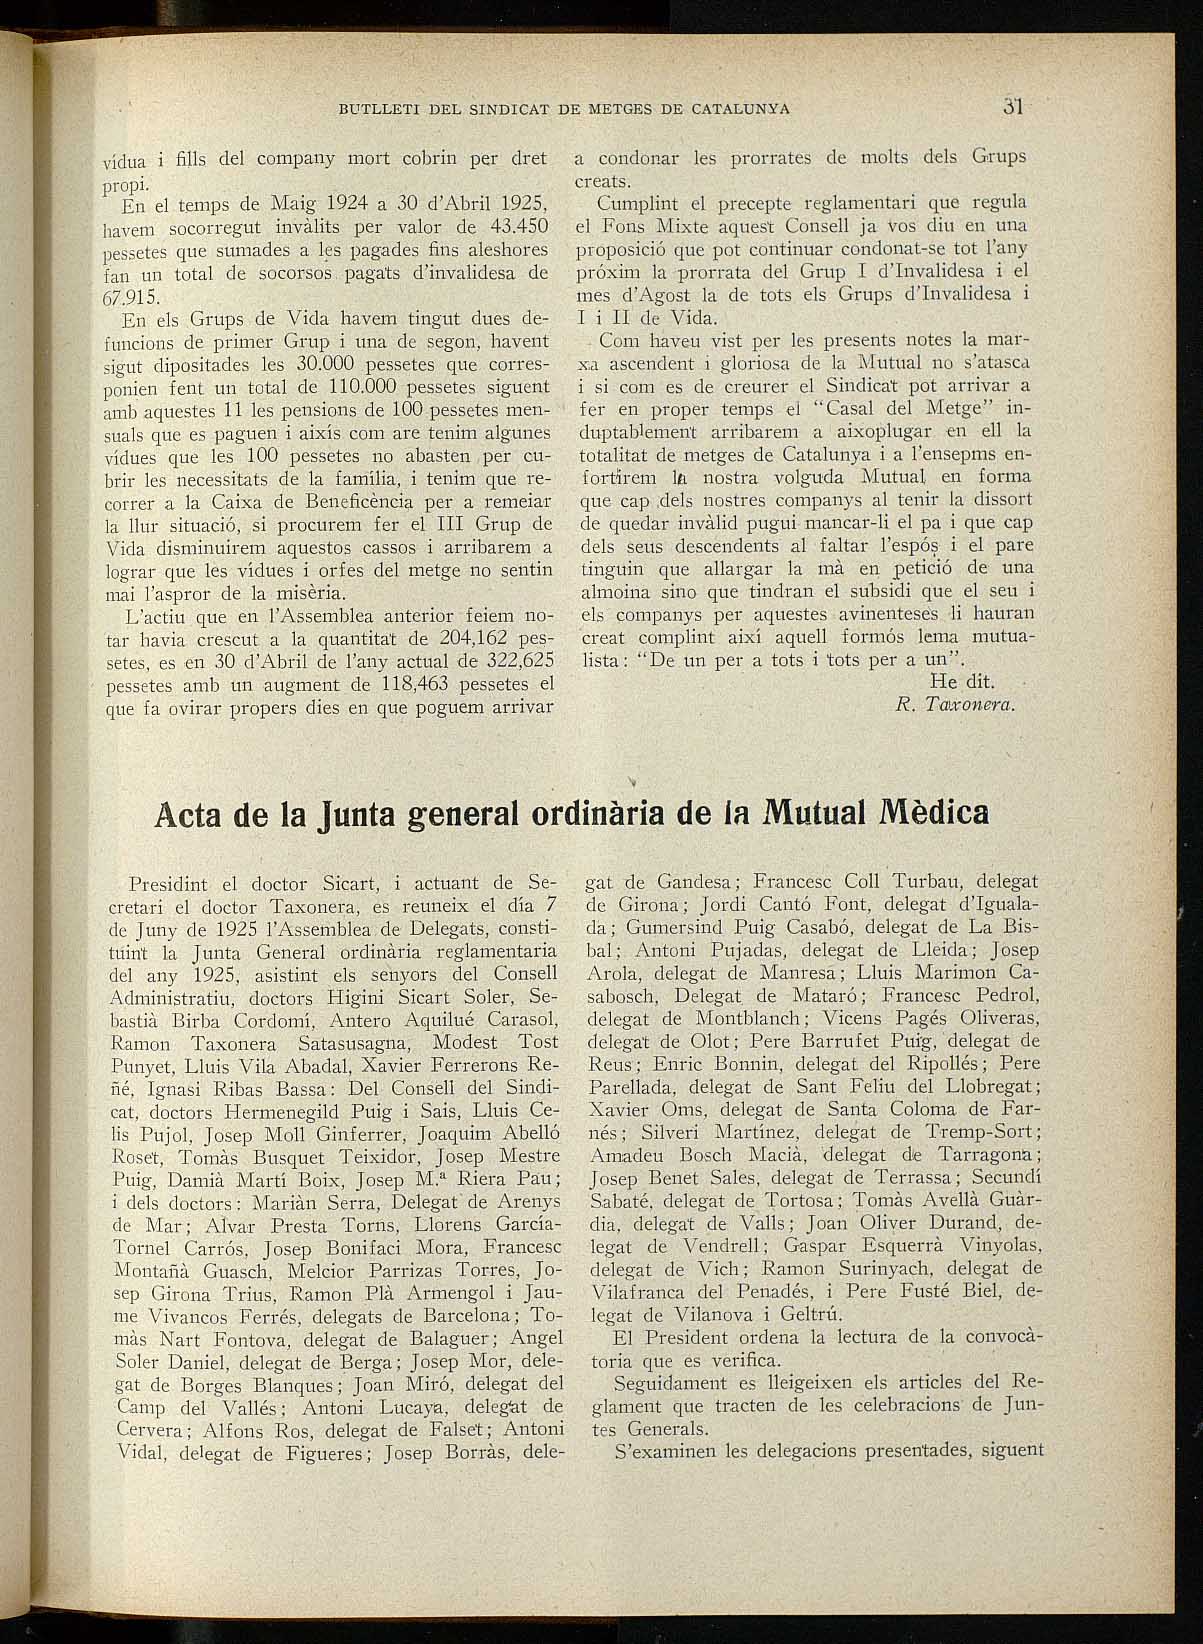 BUTLLETI DEL SINDICAT DE METGES DE CATALUNYA 31
vídua i fills del company mort cobrin per dret
propi.
En el temps de Maig 1924 a 30 d'Abril 1925,
havem socorregut invàlits per valor de 43.450
pessetes que sumades a les pagades fins aleshores
fan un total de socorsos pagats d'invalidesa de
67.915.
En els Grups de Vida havem tingut dues de-
funcions de primer Grup i una de segon, havent
sigut dipositades les 30.000 pessetes que corres-
ponien fent un total de 110.000 pessetes siguent
amb aquestes 11 les pensions de 100 pessetes men-
suals que es paguen i aixís com are tenim algunes
vídues que les 100 pessetes no abasten per cu-
brir les necessitats de la família, i tenim que re-
correr a la Caixa de Beneficència per a remeiar
la llur situació, si procurem fer el III Grup de
Vida disminuirem aquestos cassos i arribarem a
lograr que les vídues i orfes del metge no sentin
mai l'aspror de la misèria.
L'actiu que en l'Assemblea anterior feiem no-
tar havia crescut a la quantitat de 204,162 pes-
setes, es en 30 d'Abril de l'any actual de 322,625
pessetes amb un augment de 118,463 pessetes el
que fa ovirar propers dies en que poguem arrivar
a condonar les prorrates de molts dels Grups
creats.
Cumplint el precepte reglamentari que regula
el Fons Mixte aquest Consell ja vos diu en una
proposició que pot continuar condonat-se tot l'any
próxim la prorrata del Grup I d'Invalidesa i el
mes d'Agost la de tots els Grups d'Invalidesa i
I i II de Vida.
Com haveu vist per les presents notes la mar-
xa ascendent i gloriosa de la Mutual no s'atasca
i si com es de creurer el Sindicat pot arrivar a
fer en proper temps el "Casal del Metge" in-
duptablement arribarem a aixoplugar en ell la
totalitat de metges de Catalunya i a l'ensepms en-
fortirem la nostra volguda Mutual en forma
que cap dels nostres companys al tenir la dissort
de quedar invàlid pugui mancar-li el pa i que cap
dels seus descendents al faltar l'espós i el pare
tinguin que allargar la mà en petició de una
almoina sino que tindran el subsidi que el seu i
els companys per aquestes avinenteses li hauran
creat complint així aquell formós lema mutua-
lista: "De un per a tots i tots per a un".
He dit.
R. Taxonera.
Acta de la Junta general ordinària de la Mutual Mèdica
Presidint el doctor Sicart, i actuant de Se-
cretari el doctor Taxonera, es reuneix el día 7
de Juny de 1925 l'Assemblea de Delegats, consti-
tuint la Junta General ordinària reglamentaria
del any 1925, asistint els senyors del Consell
Administratiu, doctors Higini Sicart Soler, Se-
bastià Birba Cordomí, Antero Aquilué Carasol,
Ramon Taxonera Satasusagna, Modest Tost
Punyet, Lluis Vila Abadal, Xavier Ferrerons Re-
ñé, Ignasi Ribas Bassa: Del Consell del Sindi-
cat, doctors Hermenegild Puig i Sais, Lluis Ce-
lis Pujol, Josep Moll Ginferrer, Joaquim Abelló
Roset, Tomàs Busquet Teixidor, Josep Mestre
Puig, Damià Martí Boix, Josep M.ª Riera Pau;
i dels doctors: Mariàn Serra, Delegat de Arenys
de Mar; Alvar Presta Torns, Llorens García-
Tornel Carrós, Josep Bonifaci Mora, Francesc
Montañà Guasch, Melcior Parrizas Torres, Jo-
sep Girona Trius, Ramon Plà Armengol i Jau-
me Vivancos Ferrés, delegats de Barcelona; To-
màs Nart Fontova, delegat de Balaguer; Angel
Soler Daniel, delegat de Berga; Josep Mor, dele-
gat de Borges Blanques; Joan Miró, delegat del
Camp del Vallés; Antoni Lucaya, delegat de
Cervera; Alfons Ros, delegat de Falset; Antoni
Vidal, delegat de Figueres; Josep Borràs, dele-
gat de Gandesa; Francesc Coll Turbau, delegat
de Girona; Jordi Cantó Font, delegat d'Iguala-
da; Gumersind Puig Casabó, delegat de La Bis-
bal; Antoni Pujadas, delegat de Lleida; Josep
Arola, delegat de Manresa; Lluis Marimon Ca-
sabosch, Delegat de Mataró; Francesc Pedrol,
delegat de Montblanch; Vicens Pagés Oliveras,
delegat de Olot; Pere Barrufet Puig, delegat de
Reus; Enric Bonnin, delegat del Ripollés; Pere
Parellada, delegat de Sant Feliu del Llobregat;
Xavier Oms, delegat de Santa Coloma de Far-
nés; Silveri Martínez, delegat de Tremp-Sort;
Amadeu Bosch Macià, delegat de Tarragona;
Josep Benet Sales, delegat de Terrassa; Secundí
Sabaté, delegat de Tortosa; Tomàs Avellà Guàr-
dia, delegat de Valls; Joan Oliver Durand, de-
legat de Vendrell; Gaspar Esquerrà Vinyolas,
delegat de Vich; Ramon Surinyach, delegat de
Vilafranca del Penadés, i Pere Fusté Biel, de-
legat de Vilanova i Geltrú.
El President ordena la lectura de la convocà-
toria que es verifica.
Seguidament es lleigeixen els articles del Re-
glament que tracten de les celebracions de Jun-
tes Generals.
S'examinen les delegacions presentades, siguent